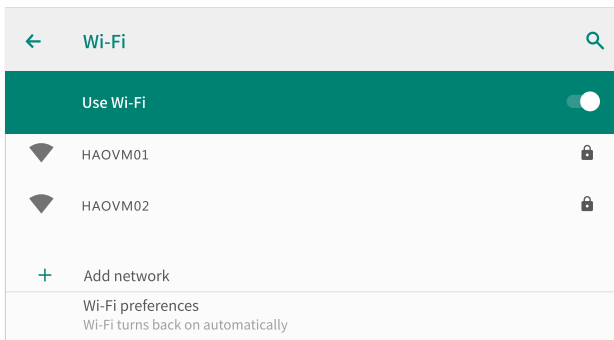 Wi-Fi
Use Wi-Fi
HAOVM01
HAOVM02
Add network
Wi-Fi preferences
Wi-Fi turns back on automatically